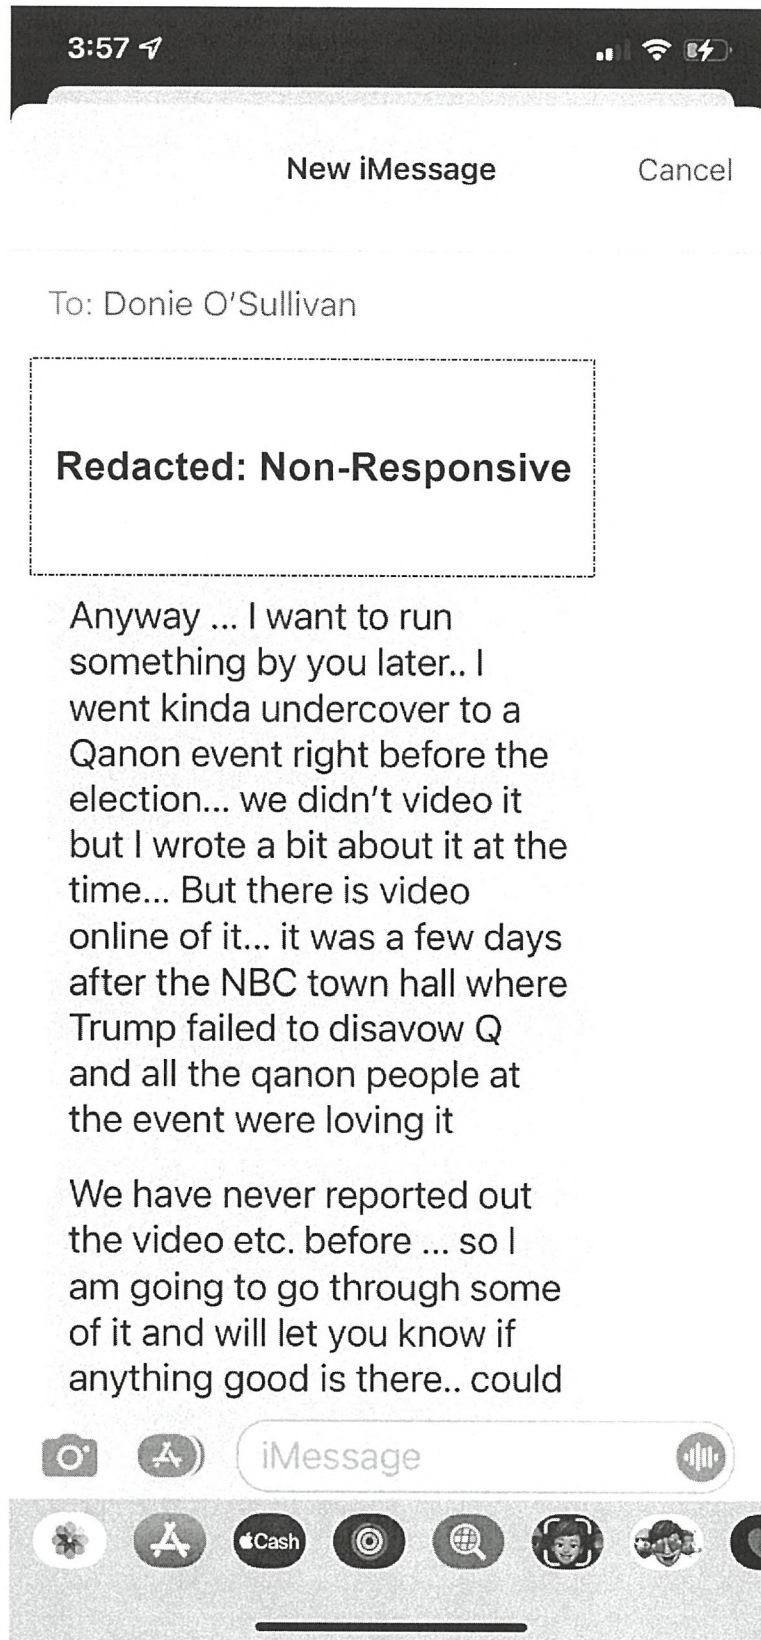 3:57
New iMessage
Cancel
To: Donie O'Sullivan
Redacted: Non-Responsive
Anyway ... I want to run
something by you later.. I
went kinda undercover to a
Qanon event right before the
election... we didn't video it
but I wrote a bit about it at the
time... But there is video
online of it... it was a few days
after the NBC town hall where
Trump failed to disavow Q
and all the qanon people at
the event were loving it
We have never reported out
the video etc. before ... so I
am going to go through some
of it and will let you know if
anything good is there.. could
iMessage
Cash